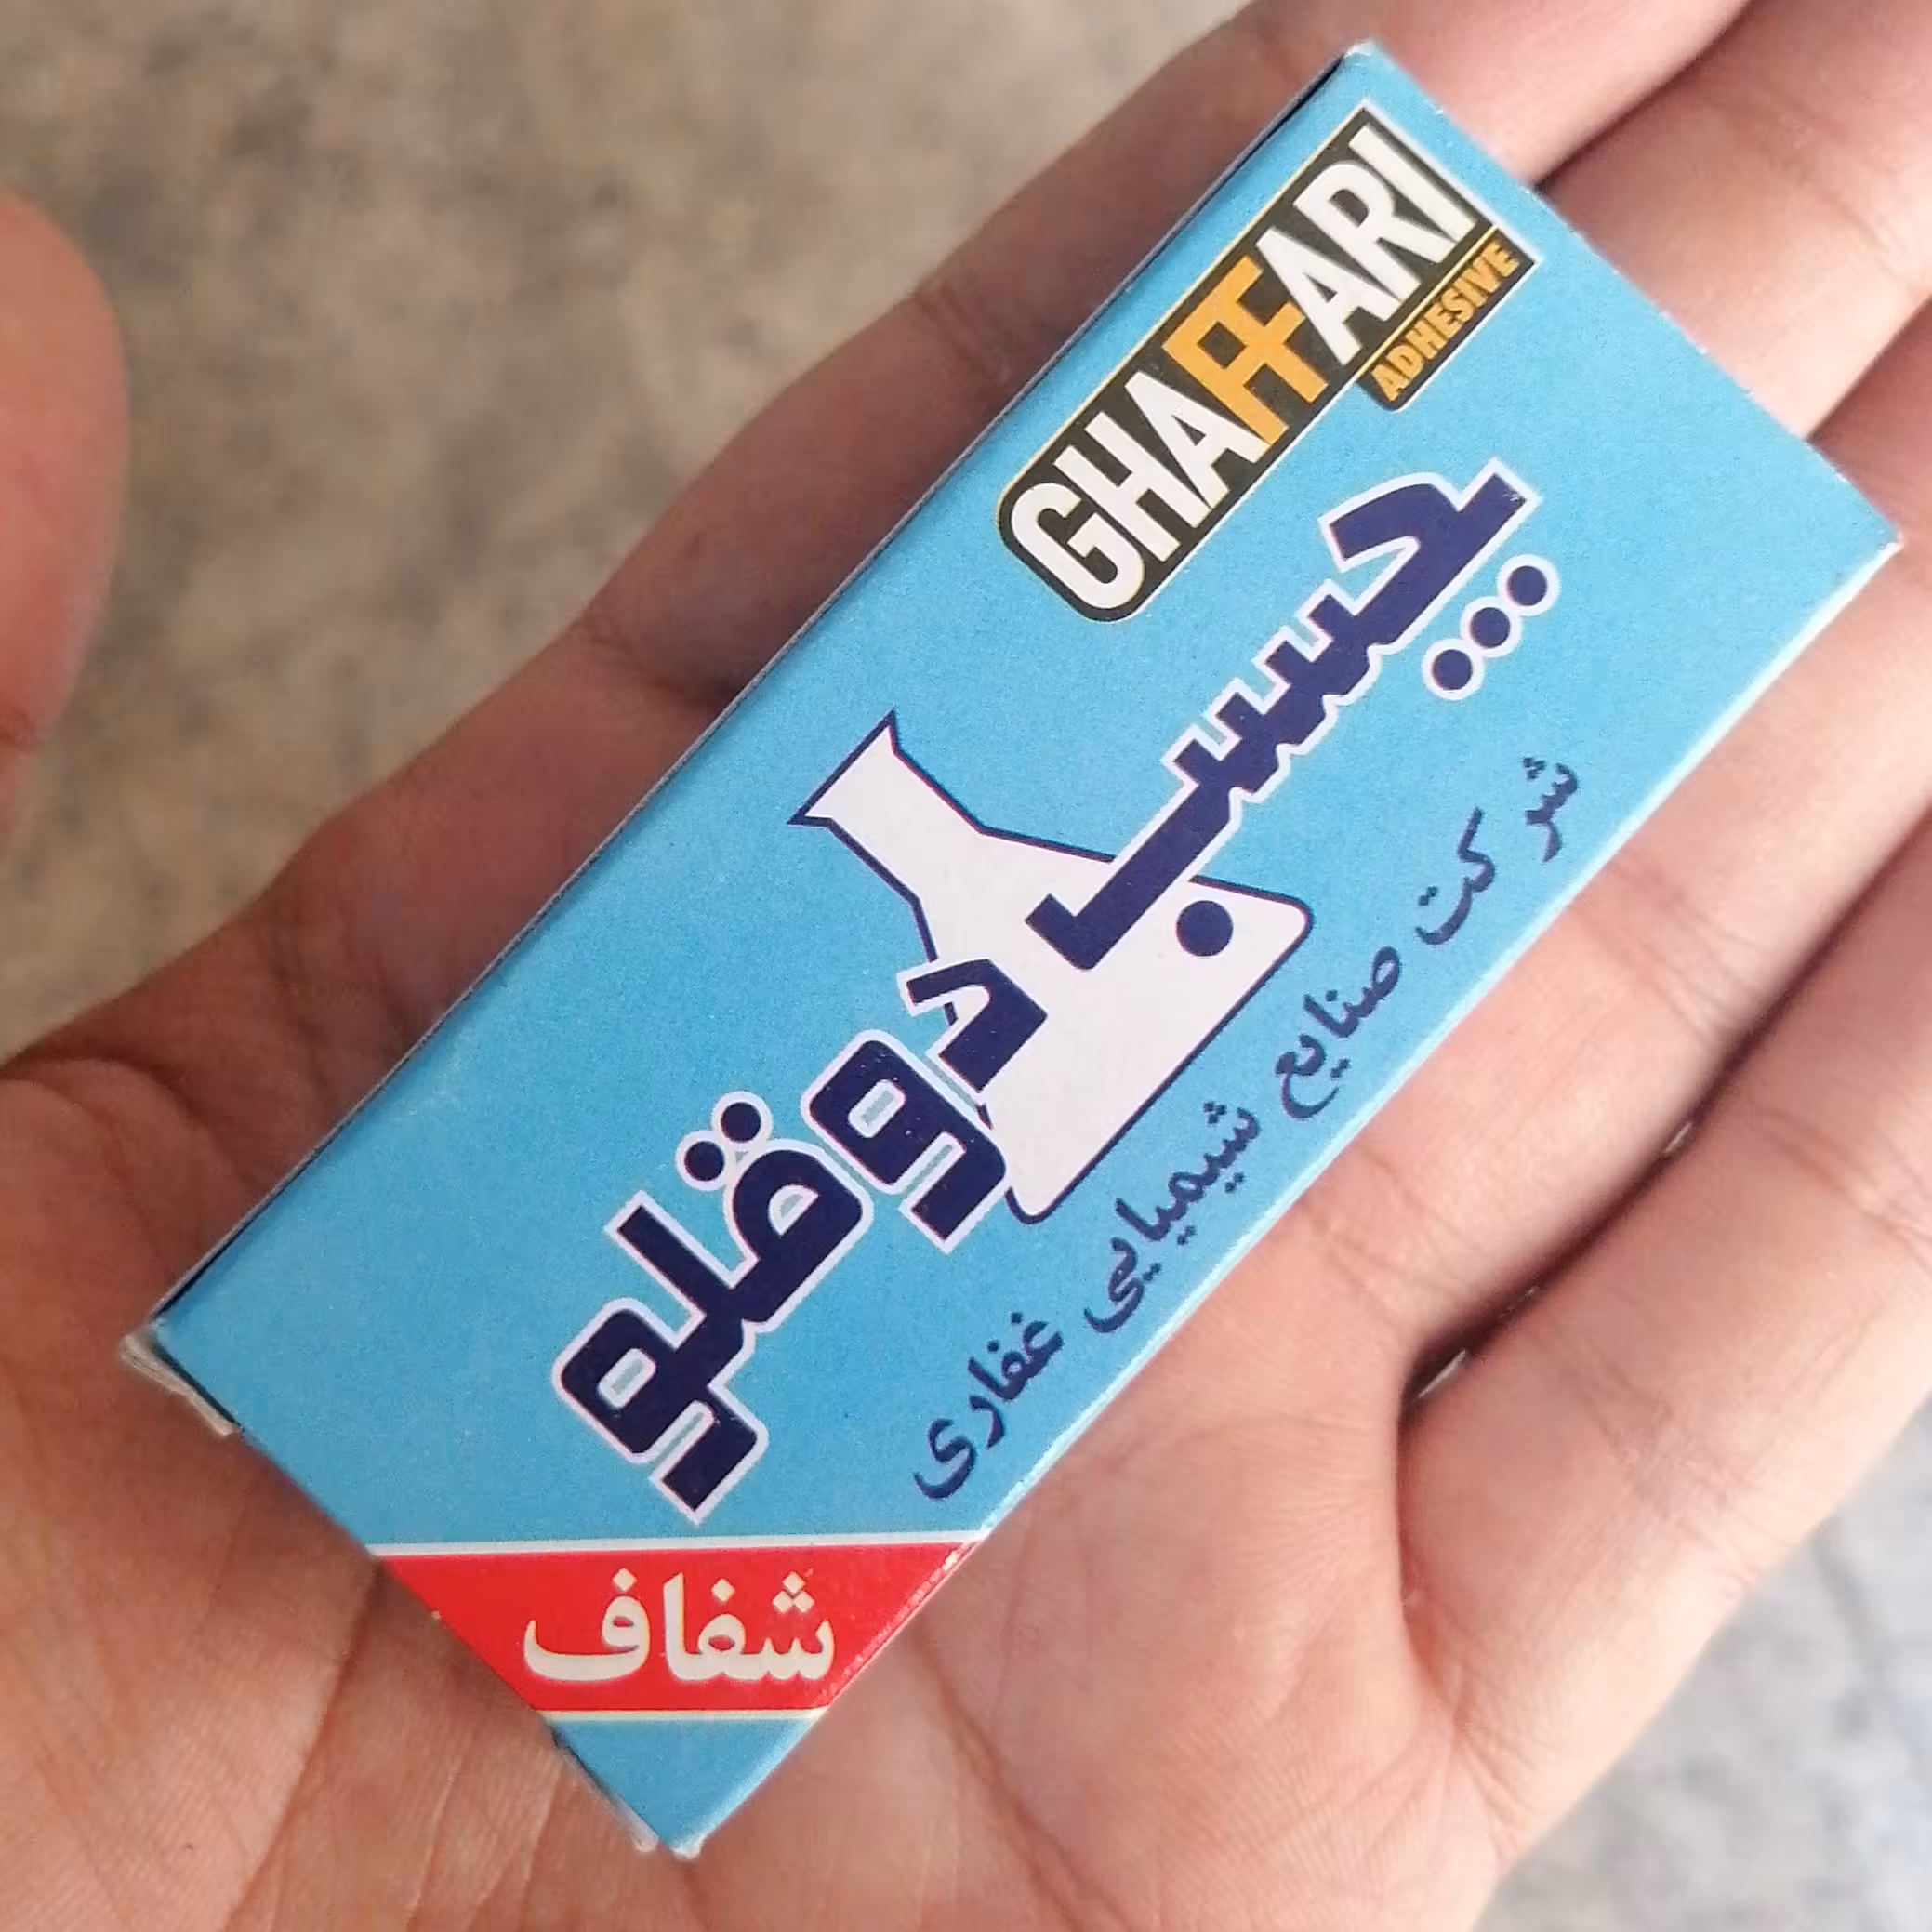 GHAFFARI
ADHESIVE
چسب دوقلو
شرکت صنایع شیمیایی غفاری
شفاف